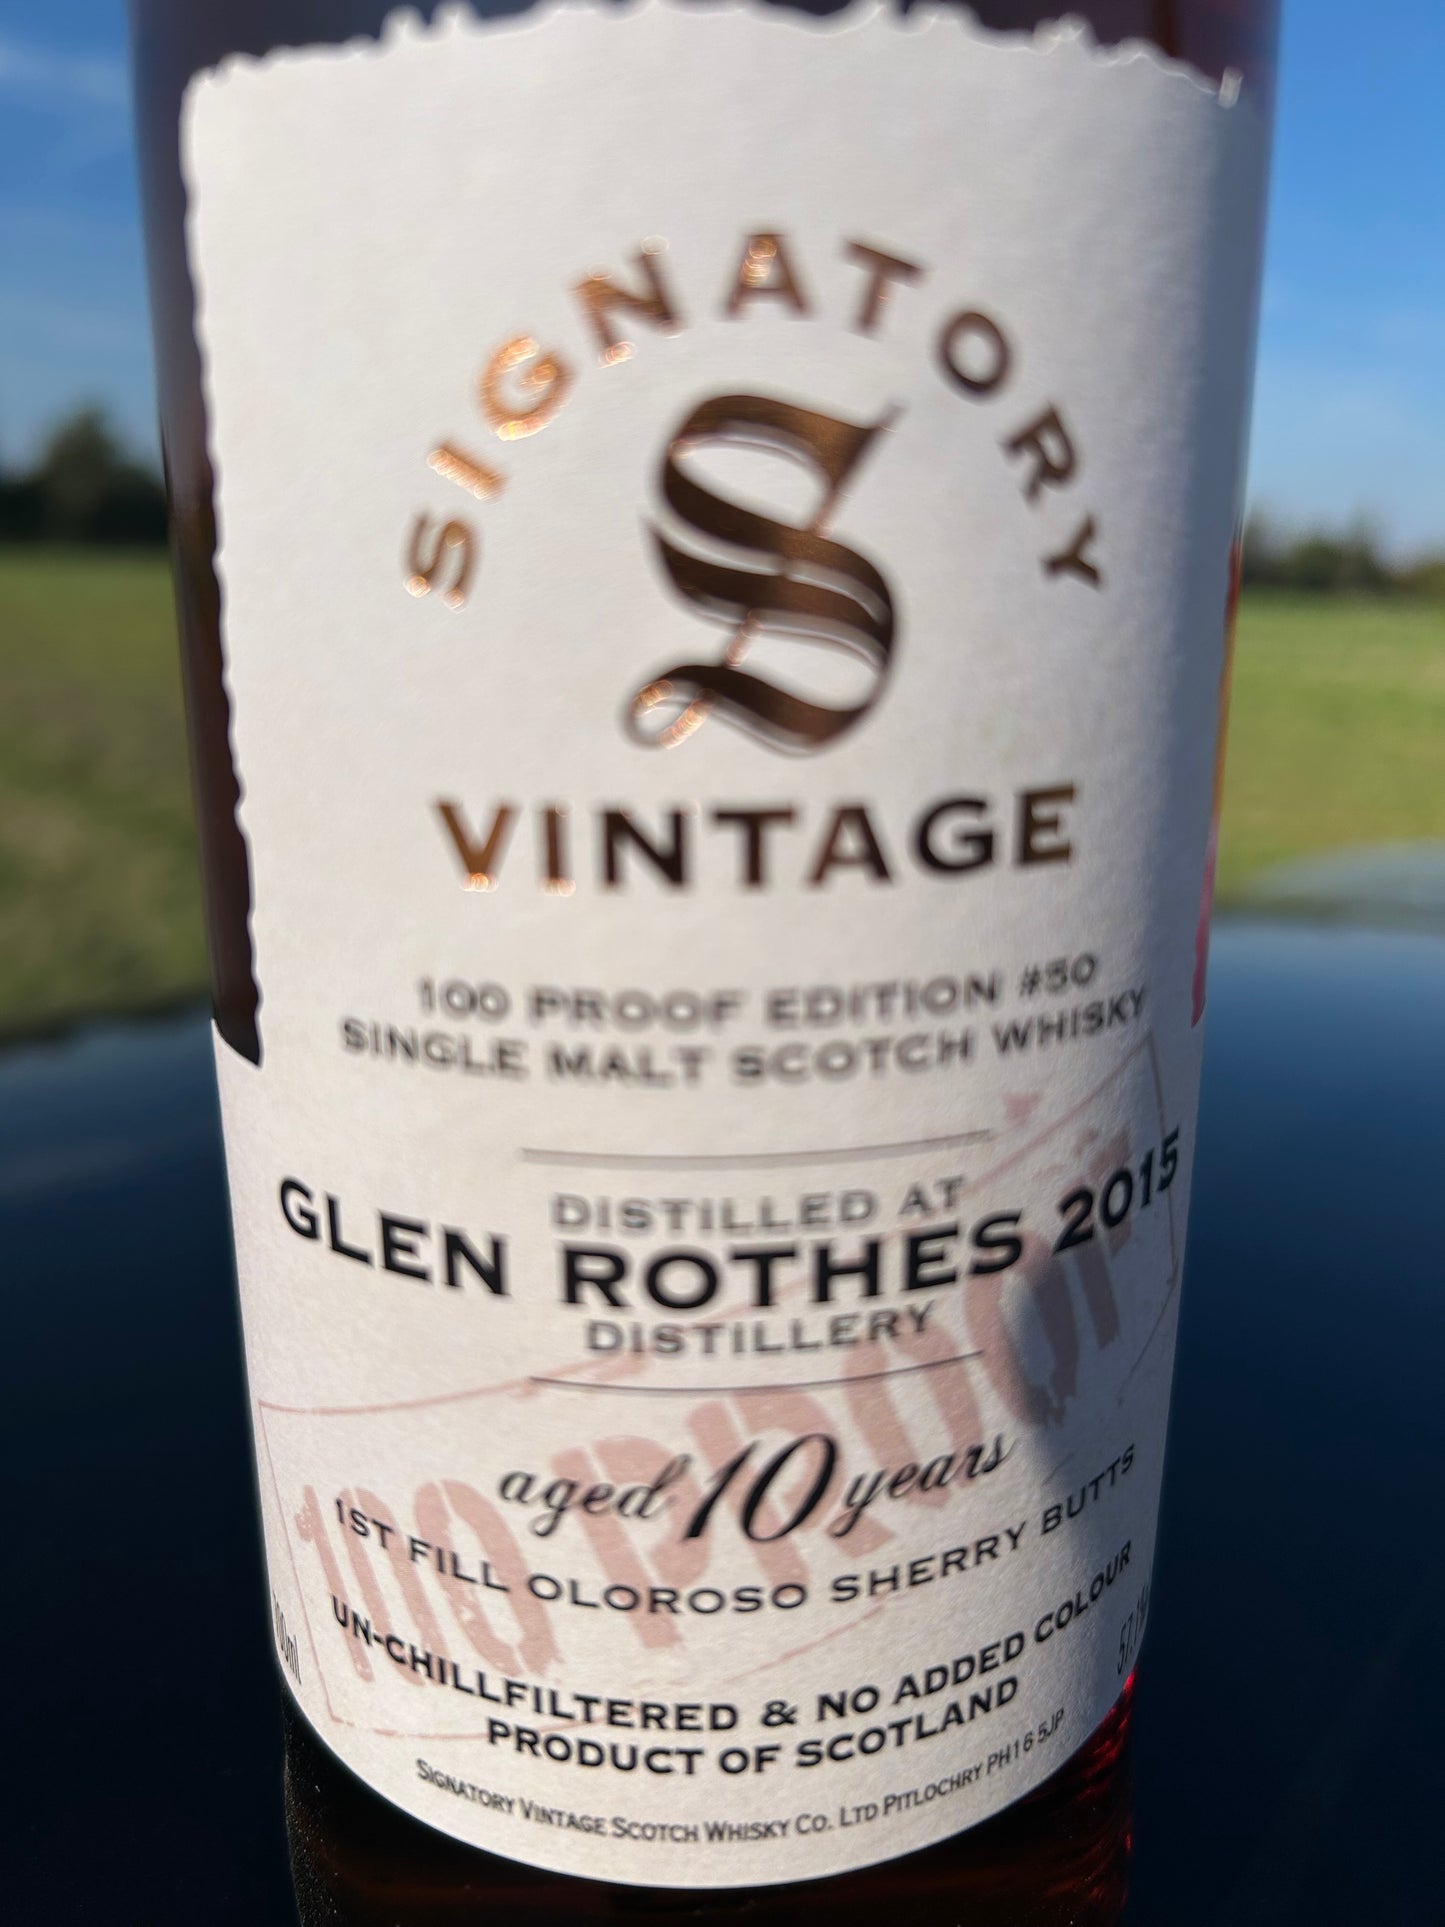 SIGNATORY
S
VINTAGE
100 PROOF EDITION #50
SINGLE MALT SCOTCH WHISKY
DISTILLED AT
GLEN ROTHES 2015
DISTILLERY
100 PROOF
aged 10 years
1ST FILL OLOROSO SHERRY BUTTS
UN-CHILLFILTERED & NO ADDED COLOUR
PRODUCT OF SCOTLAND
SIGNATORY VINTAGE SCOTCH WHISKY CO. LTD PITLOCHRY PH16 5JP